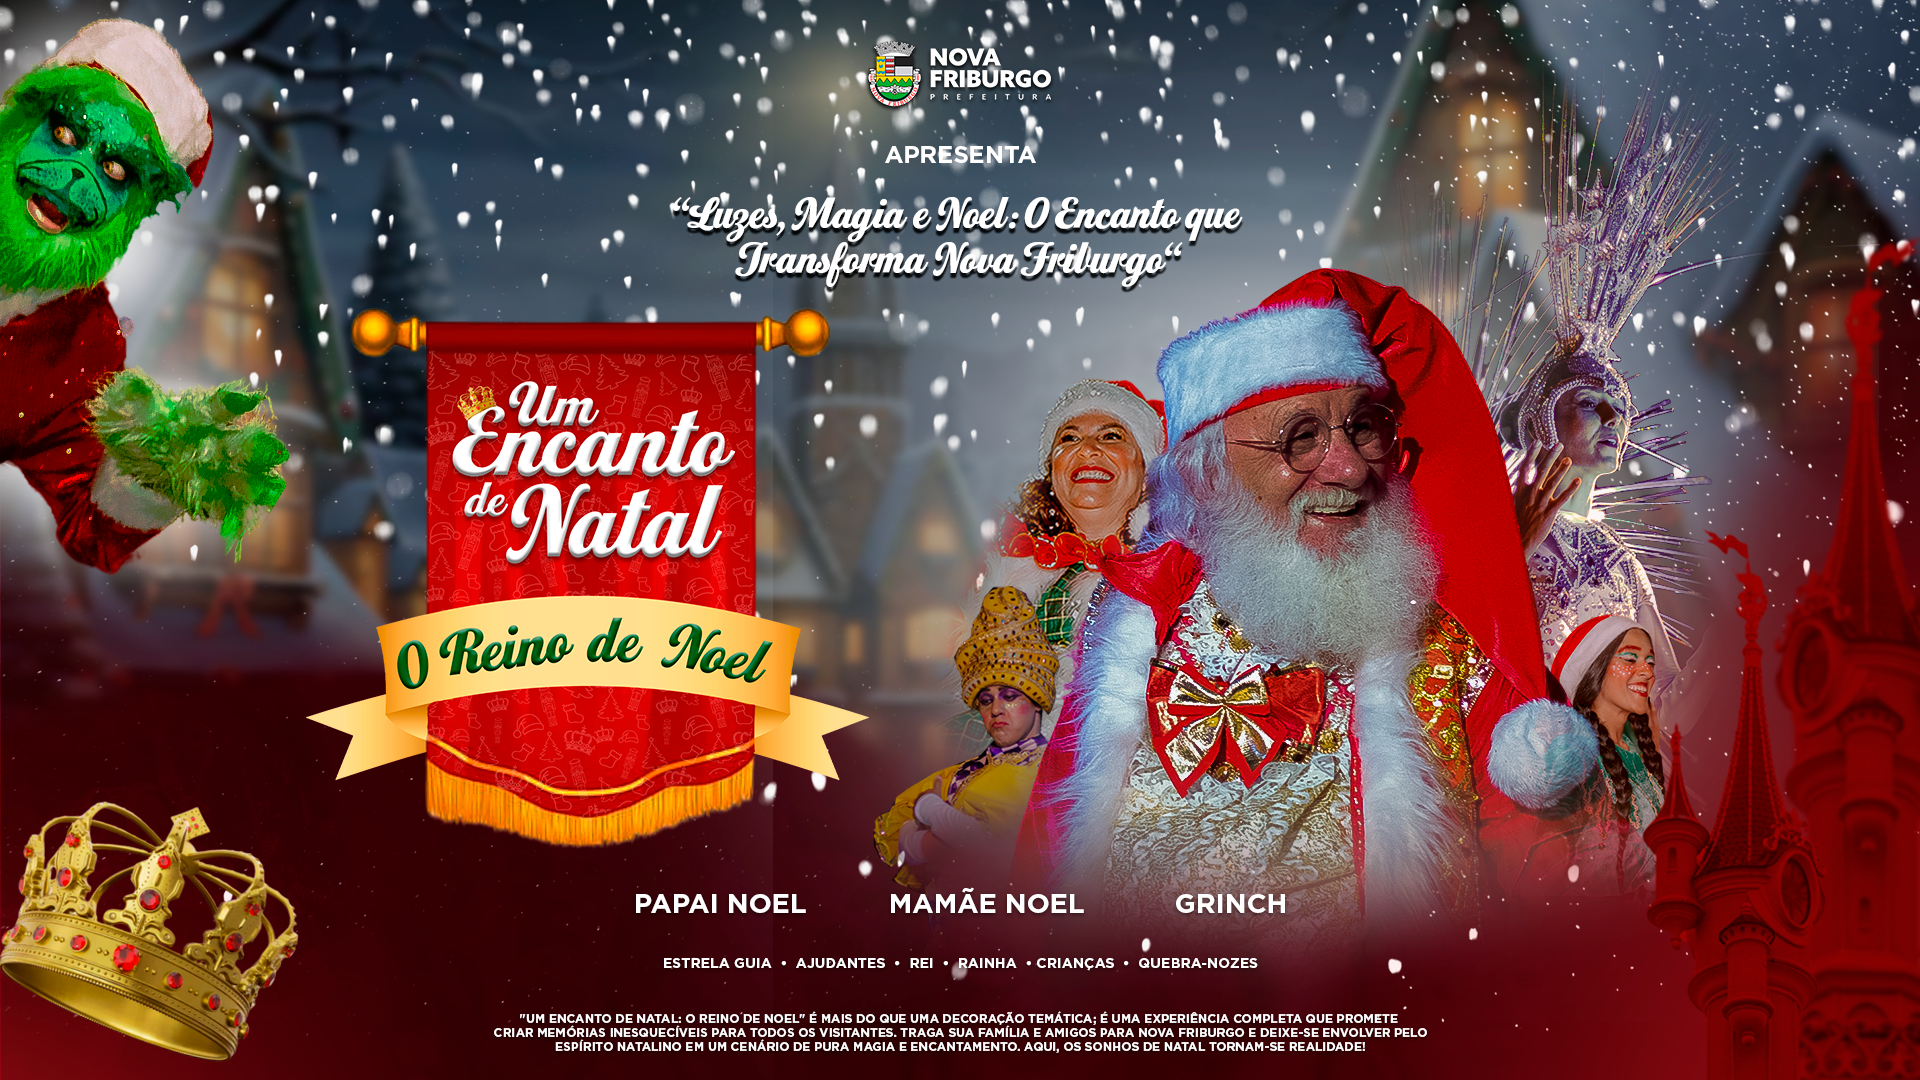 NOVA
FRIBURGO
PREFEITURA
APRESENTA
“Luzes, Magia e Noel: O Encanto que
Transforma Nova Friburgo“
Um
Encanto
de Natal
O Reino de Noel
PAPAI NOEL MAMÃE NOEL GRINCH
ESTRELA GUIA • AJUDANTES • REI • RAINHA • CRIANÇAS • QUEBRA-NOZES
"UM ENCANTO DE NATAL: O REINO DE NOEL" É MAIS DO QUE UMA DECORAÇÃO TEMÁTICA; É UMA EXPERIÊNCIA COMPLETA QUE PROMETE
CRIAR MEMÓRIAS INESQUECÍVEIS PARA TODOS OS VISITANTES. TRAGA SUA FAMÍLIA E AMIGOS PARA NOVA FRIBURGO E DEIXE-SE ENVOLVER PELO
ESPÍRITO NATALINO EM UM CENÁRIO DE PURA MAGIA E ENCANTAMENTO. AQUI, OS SONHOS DE NATAL TORNAM-SE REALIDADE!